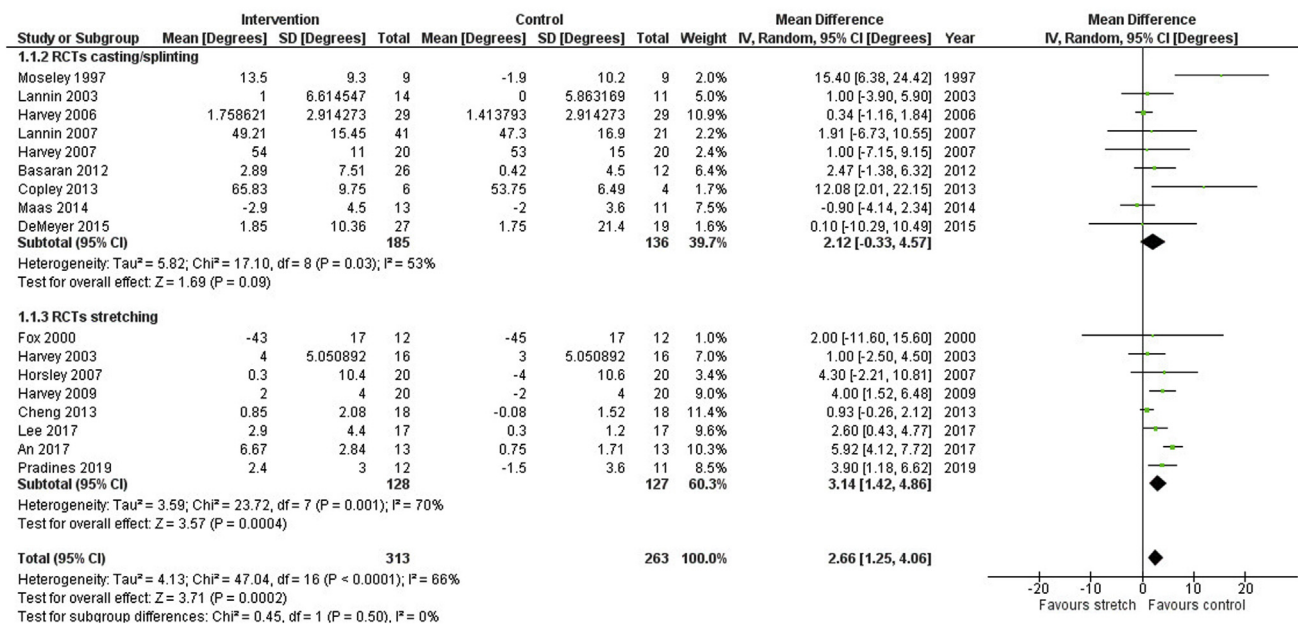 Intervention Control Mean Difference Mean Difference
Study or Subgroup Mean [Degrees] SD [Degrees] Total Mean [Degrees] SD [Degrees] Total Weight IV, Random, 95% CI [Degrees] Year IV, Random, 95% CI [Degrees]
1.1.2 RCTs casting/splinting
Moseley 1997 13.5 9.3 9 -1.9 10.2 9 2.0% 15.40 [6.38, 24.42] 1997
Lannin 2003 1 6.614547 14 0 5.863169 11 5.0% 1.00 [-3.90, 5.90] 2003
Harvey 2006 1.758621 2.914273 29 1.413793 2.914273 29 10.9% 0.34 [-1.16, 1.84] 2006
Lannin 2007 49.21 15.45 41 47.3 16.9 21 2.2% 1.91 [-6.73, 10.55] 2007
Harvey 2007 54 11 20 53 15 20 2.4% 1.00 [-7.15, 9.15] 2007
Basaran 2012 2.89 7.51 26 0.42 4.5 12 6.4% 2.47 [-1.38, 6.32] 2012
Copley 2013 65.83 9.75 6 53.75 6.49 4 1.7% 12.08 [2.01, 22.15] 2013
Maas 2014 -2.9 4.5 13 -2 3.6 11 7.5% -0.90 [-4.14, 2.34] 2014
DeMeyer 2015 1.85 10.36 27 1.75 21.4 19 1.6% 0.10 [-10.29, 10.49] 2015
Subtotal (95% CI) 185 136 39.7% 2.12 [-0.33, 4.57]
Heterogeneity: Tau² = 5.82; Chi² = 17.10, df = 8 (P = 0.03); I² = 53%
Test for overall effect: Z = 1.69 (P = 0.09)
1.1.3 RCTs stretching
Fox 2000 -43 17 12 -45 17 12 1.0% 2.00 [-11.60, 15.60] 2000
Harvey 2003 4 5.050892 16 3 5.050892 16 7.0% 1.00 [-2.50, 4.50] 2003
Horsley 2007 0.3 10.4 20 -4 10.6 20 3.4% 4.30 [-2.21, 10.81] 2007
Harvey 2009 2 4 20 -2 4 20 9.0% 4.00 [1.52, 6.48] 2009
Cheng 2013 0.85 2.08 18 -0.08 1.52 18 11.4% 0.93 [-0.26, 2.12] 2013
Lee 2017 2.9 4.4 17 0.3 1.2 17 9.6% 2.60 [0.43, 4.77] 2017
An 2017 6.67 2.84 13 0.75 1.71 13 10.3% 5.92 [4.12, 7.72] 2017
Pradines 2019 2.4 3 12 -1.5 3.6 11 8.5% 3.90 [1.18, 6.62] 2019
Subtotal (95% CI) 128 127 60.3% 3.14 [1.42, 4.86]
Heterogeneity: Tau² = 3.59; Chi² = 23.72, df = 7 (P = 0.001); I² = 70%
Test for overall effect: Z = 3.57 (P = 0.0004)
Total (95% CI) 313 263 100.0% 2.66 [1.25, 4.06]
Heterogeneity: Tau² = 4.13; Chi² = 47.04, df = 16 (P < 0.0001); I² = 66%
Test for overall effect: Z = 3.71 (P = 0.0002)
Test for subgroup differences: Chi² = 0.45, df = 1 (P = 0.50), I² = 0%
-20 -10 0 10 20
Favours stretch Favours control